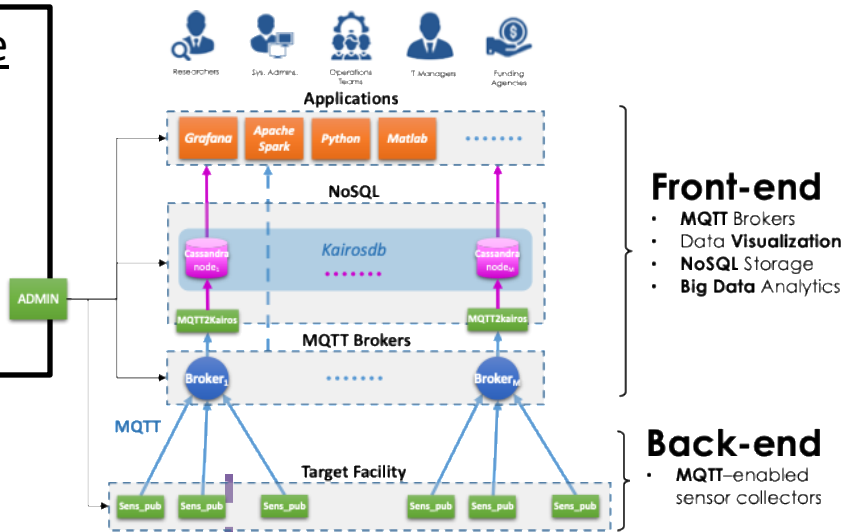 e
Researchers
Sys. Admins.
Operations
Teams
T Managers
Funding
Agencies
Applications
Grafana
Apache
Spark
Python
Matlab
NoSQL
Kairosdb
Cassandra
node1
Cassandra
nodeM
ADMIN
MQTT2Kairos
MQTT2kairos
MQTT Brokers
Broker1
BrokerM
MQTT
Target Facility
Sens_pub
Sens_pub
Sens_pub
Sens_pub
Sens_pub
Sens_pub
Front-end
• MQTT Brokers
• Data Visualization
• NoSQL Storage
• Big Data Analytics
Back-end
• MQTT–enabled
sensor collectors